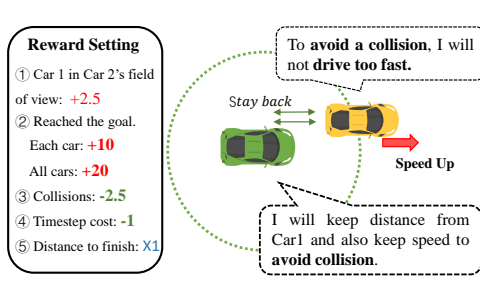 Reward Setting
① Car 1 in Car 2’s field
of view: +2.5
② Reached the goal.
Each car: +10
All cars: +20
③ Collisions: -2.5
④ Timestep cost: -1
⑤ Distance to finish: X1
To avoid a collision, I will
not drive too fast.
Stay back
Speed Up
I will keep distance from
Car1 and also keep speed to
avoid collision.